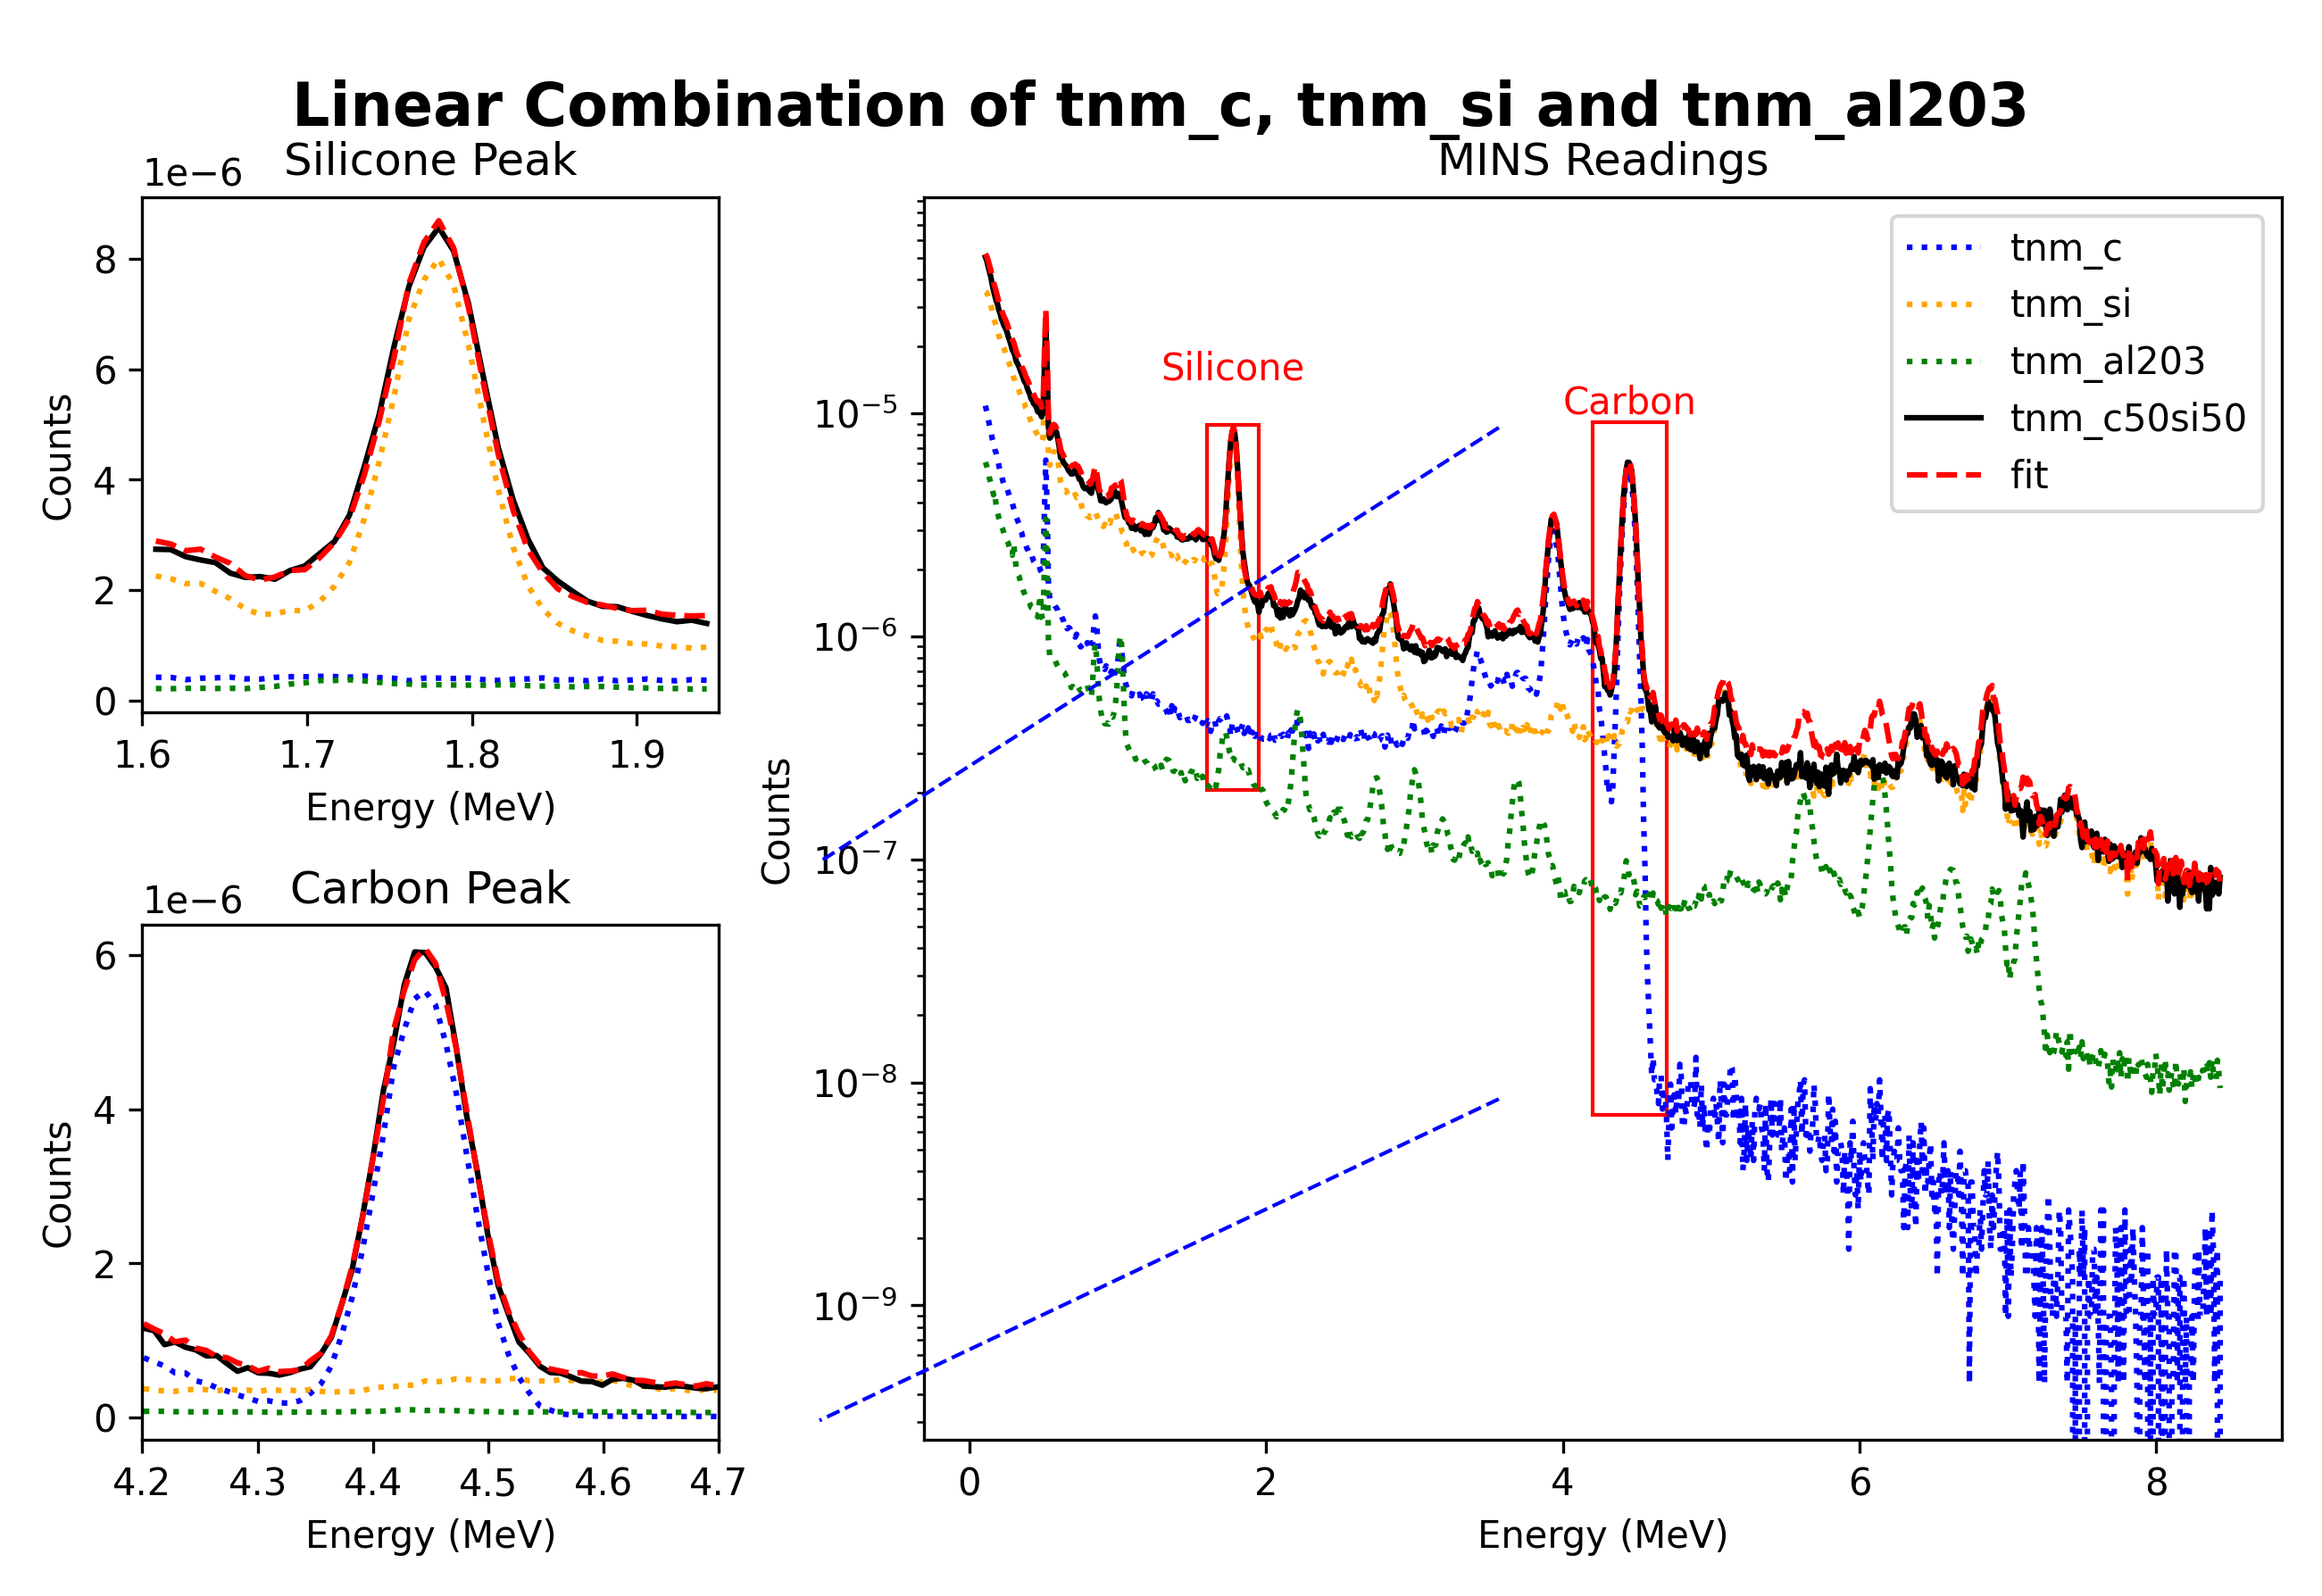 Linear Combination of tnm_c, tnm_si and tnm_al203
Silicone Peak
1e−6
8
6
4
2
0
Counts
1.6 1.7 1.8 1.9
Energy (MeV)
Carbon Peak
1e−6
6
4
2
0
Counts
4.2 4.3 4.4 4.5 4.6 4.7
Energy (MeV)
MINS Readings
Silicone
Carbon
tnm_c
tnm_si
tnm_al203
tnm_c50si50
fit
10⁻⁵
10⁻⁶
10⁻⁷
10⁻⁸
10⁻⁹
Counts
0 2 4 6 8
Energy (MeV)